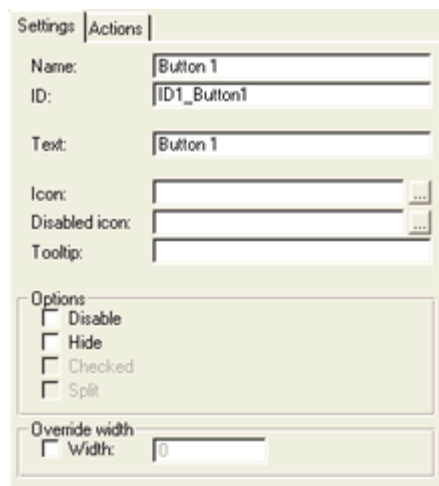 Settings Actions
Name: Button 1
ID: ID1_Button1
Text: Button 1
Icon: ...
Disabled icon: ...
Tooltip:
Options
Disable
Hide
Checked
Split
Override width
Width: 0